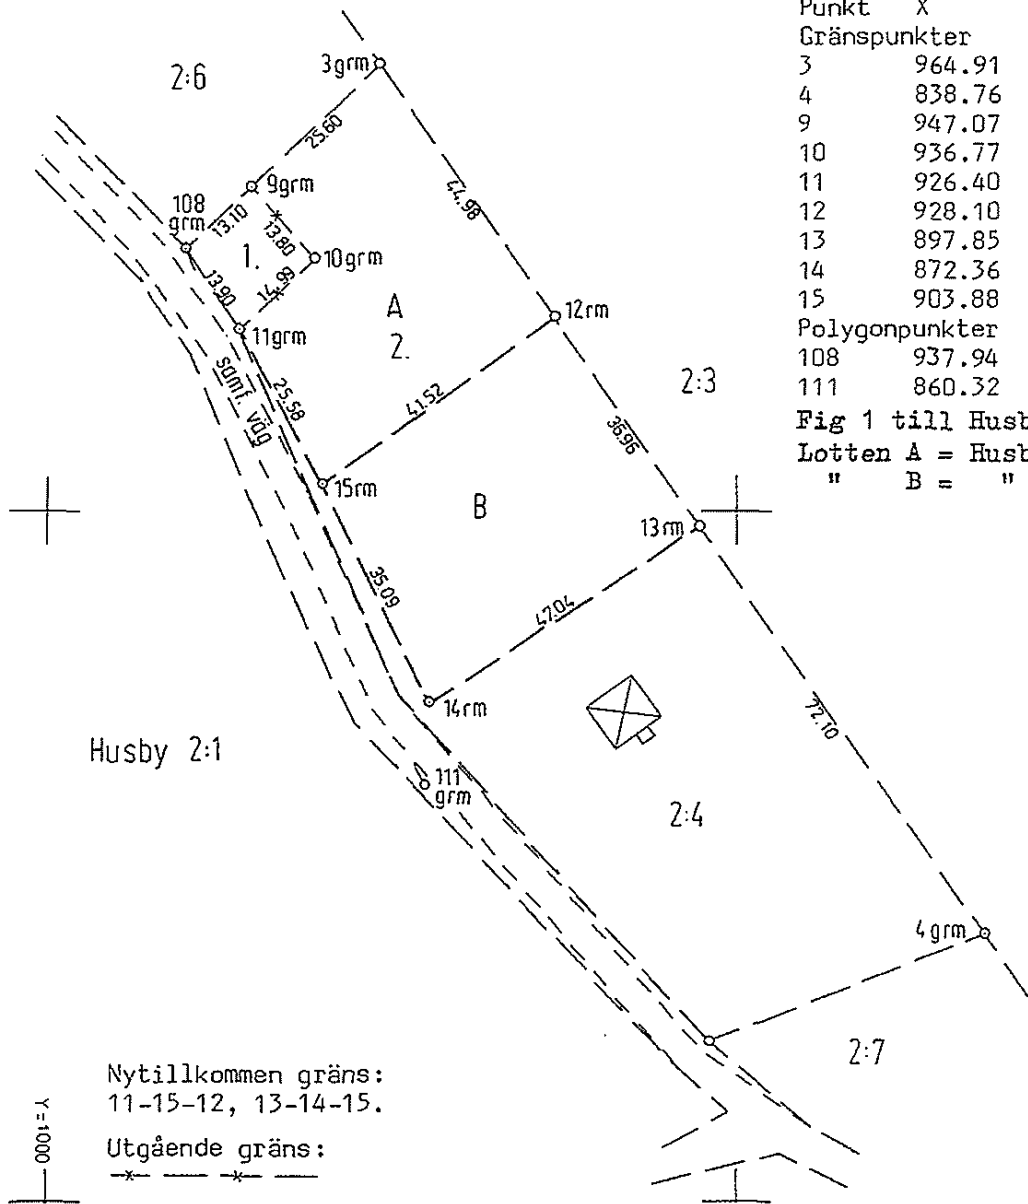 Punkt X
Gränspunkter
3 964.91
4 838.76
9 947.07
10 936.77
11 926.40
12 928.10
13 897.85
14 872.36
15 903.88
Polygonpunkter
108 937.94
111 860.32
Fig 1 till Husb
Lotten A = Husb
" B = "
2:6
3grm
25.60
9grm
44.98
108
grm
13.10
13.80
1.
10grm
13.90
14.99
11grm
A
2.
12rm
2:3
samf. väg
25.58
41.52
36.96
15rm
B
13rm
35.09
47.04
14rm
72.10
Husby 2:1
111
grm
2:4
4grm
2:7
Nytillkommen gräns:
11-15-12, 13-14-15.
Utgående gräns:
Y=1000